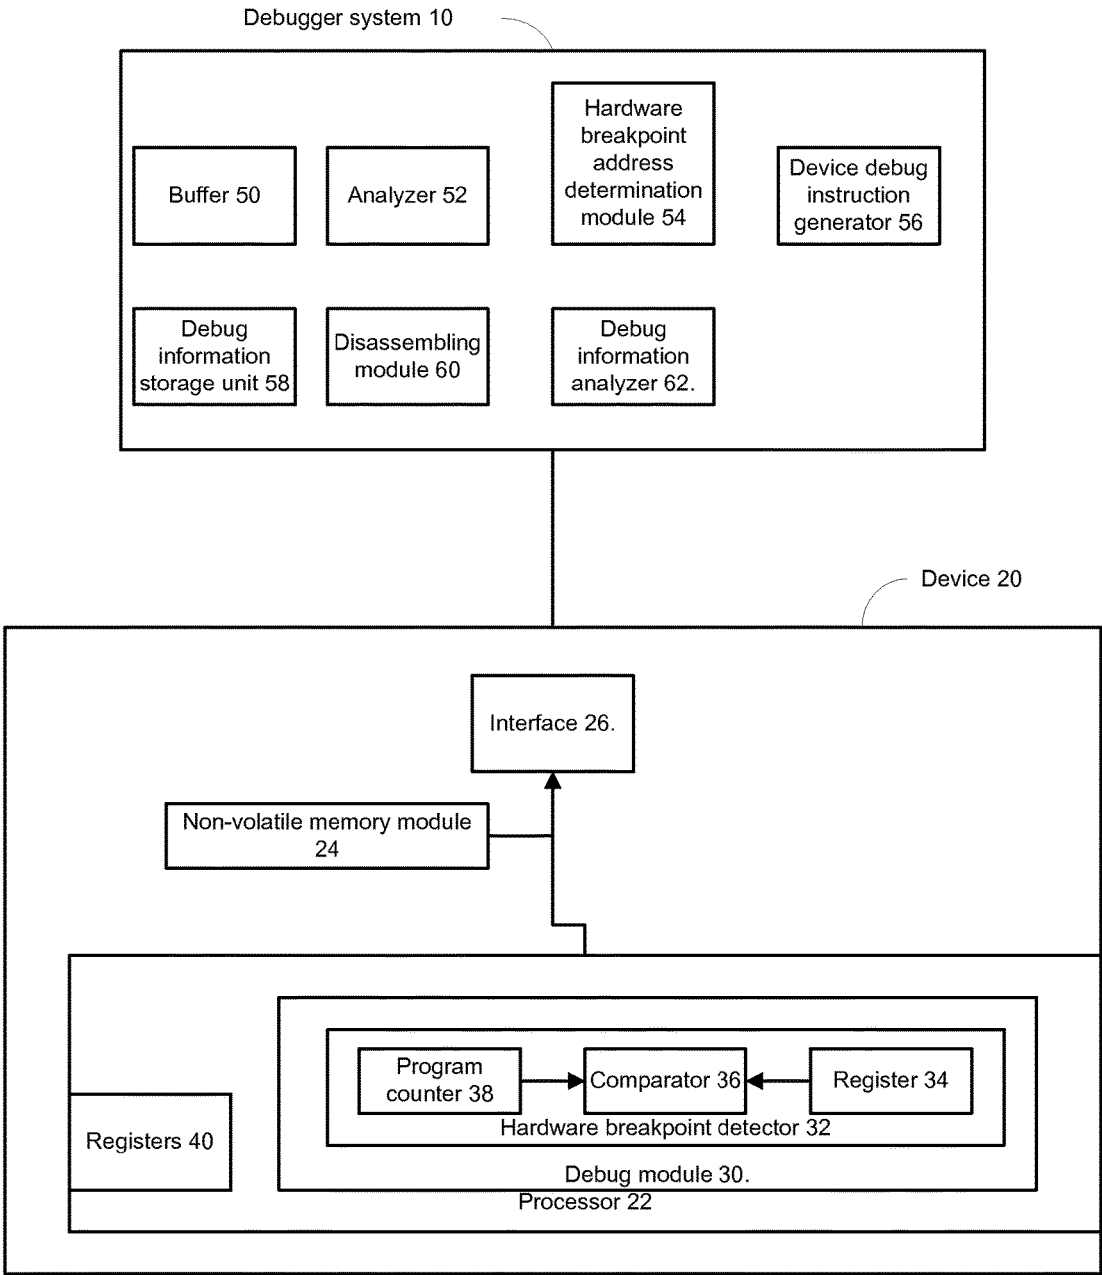 Debugger system 10
Hardware
breakpoint
address
determination
module 54
Buffer 50
Analyzer 52
Device debug
instruction
generator 56
Debug
information
storage unit 58
Disassembling
module 60
Debug
information
analyzer 62.
Device 20
Interface 26.
Non-volatile memory module
24
Program
counter 38
Comparator 36
Register 34
Hardware breakpoint detector 32
Registers 40
Debug module 30.
Processor 22